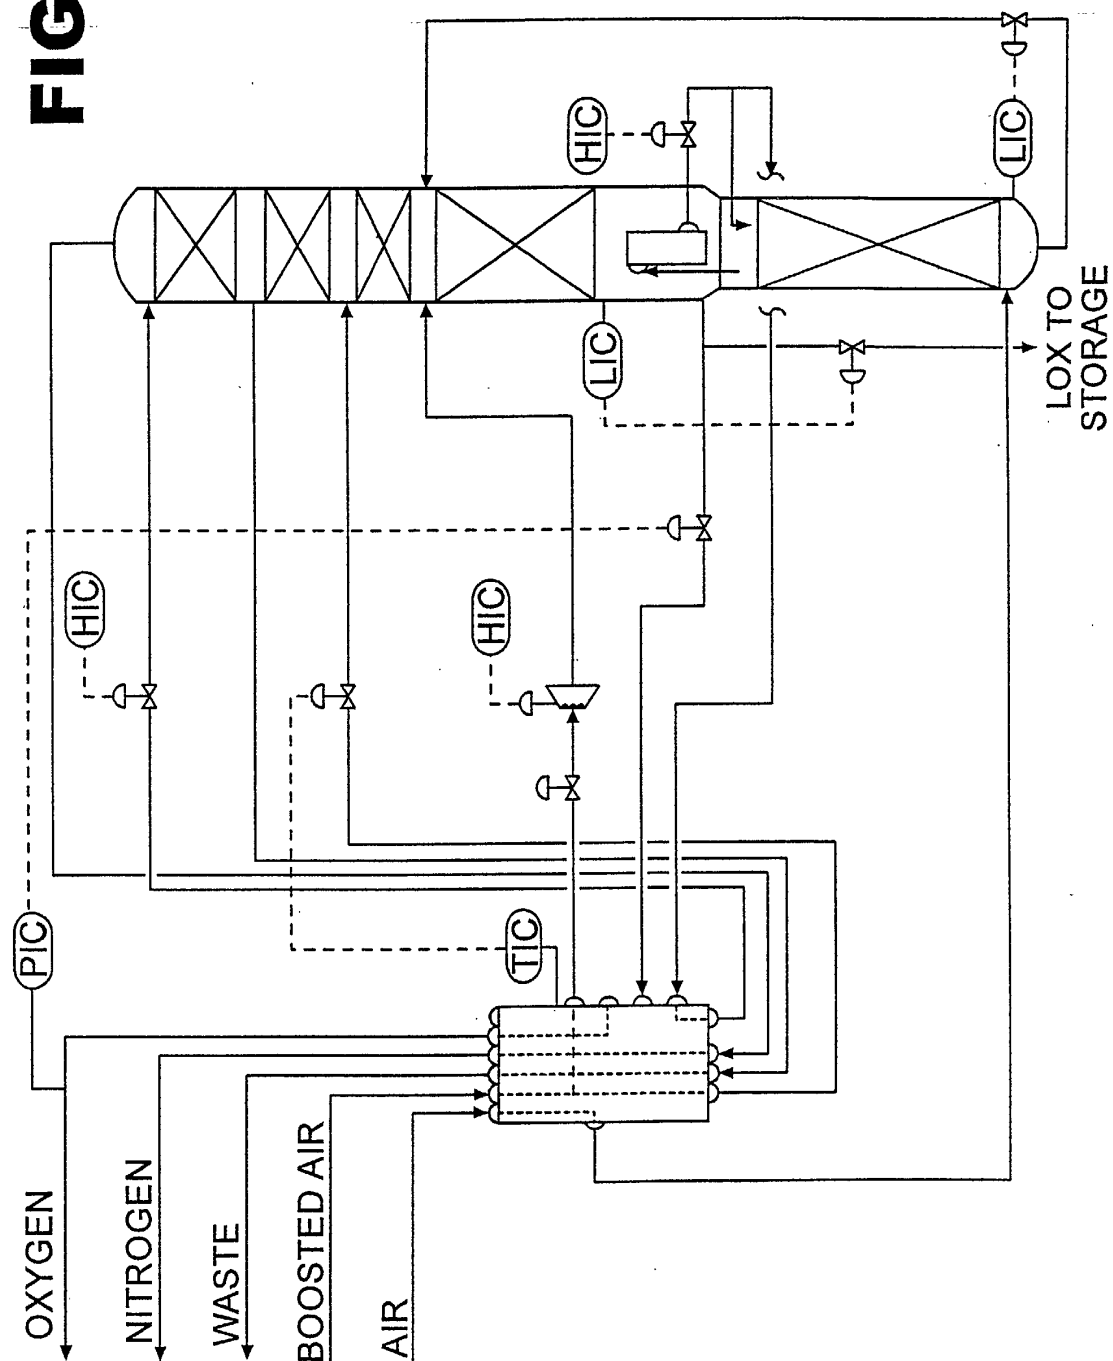 FIG
OXYGEN
NITROGEN
WASTE
BOOSTED AIR
AIR
PIC
HIC
TIC
HIC
LIC
HIC
LIC
LOX TO
STORAGE